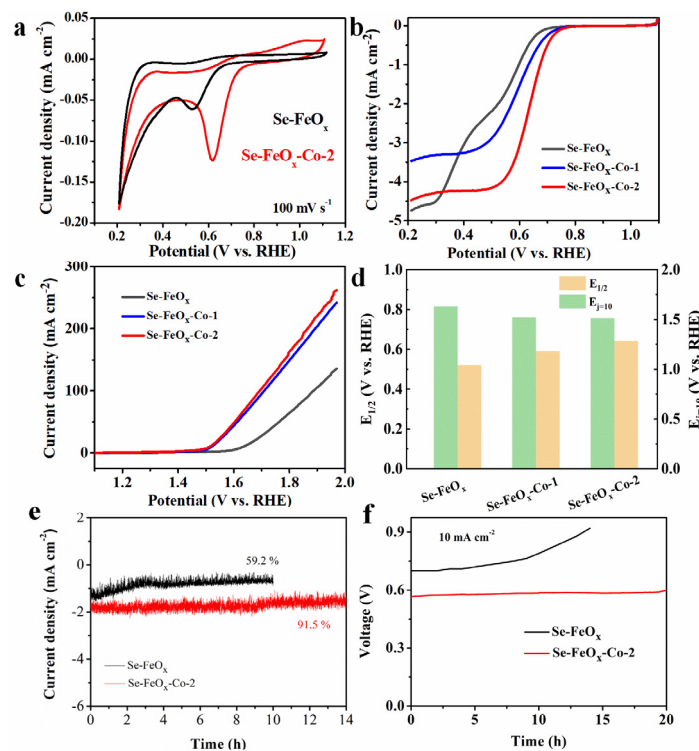 a
Current density (mA cm⁻²)
0.00
-0.05
-0.10
-0.15
-0.20
Se-FeOₓ
Se-FeOₓ-Co-2
100 mV s⁻¹
0.2 0.4 0.6 0.8 1.0 1.2
Potential (V vs. RHE)
b
Current density (mA cm⁻²)
0
-1
-2
-3
-4
-5
Se-FeOₓ
Se-FeOₓ-Co-1
Se-FeOₓ-Co-2
0.2 0.4 0.6 0.8 1.0
Potential (V vs. RHE)
c
Current density (mA cm⁻²)
300
250
200
150
100
50
0
Se-FeOₓ
Se-FeOₓ-Co-1
Se-FeOₓ-Co-2
1.2 1.4 1.6 1.8 2.0
Potential (V vs. RHE)
d
E₁/₂ (V vs. RHE)
1.0
0.8
0.6
0.4
0.2
0.0
E₁/₂
Eⱼ₌₁₀
2.0
1.5
1.0
0.5
0.0
Eⱼ₌₁₀ (V vs. RHE)
Se-FeOₓ
Se-FeOₓ-Co-1
Se-FeOₓ-Co-2
e
Current density (mA cm⁻²)
2
0
-2
-4
-6
59.2 %
91.5 %
Se-FeOₓ
Se-FeOₓ-Co-2
0 2 4 6 8 10 12 14
Time (h)
f
Voltage (V)
0.9
0.6
0.3
0.0
10 mA cm⁻²
Se-FeOₓ
Se-FeOₓ-Co-2
0 5 10 15 20
Time (h)